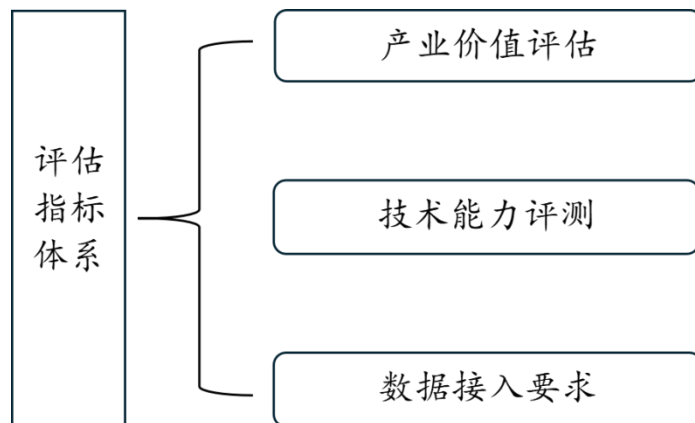 评估
指标
体系
产业价值评估
技术能力评测
数据接入要求